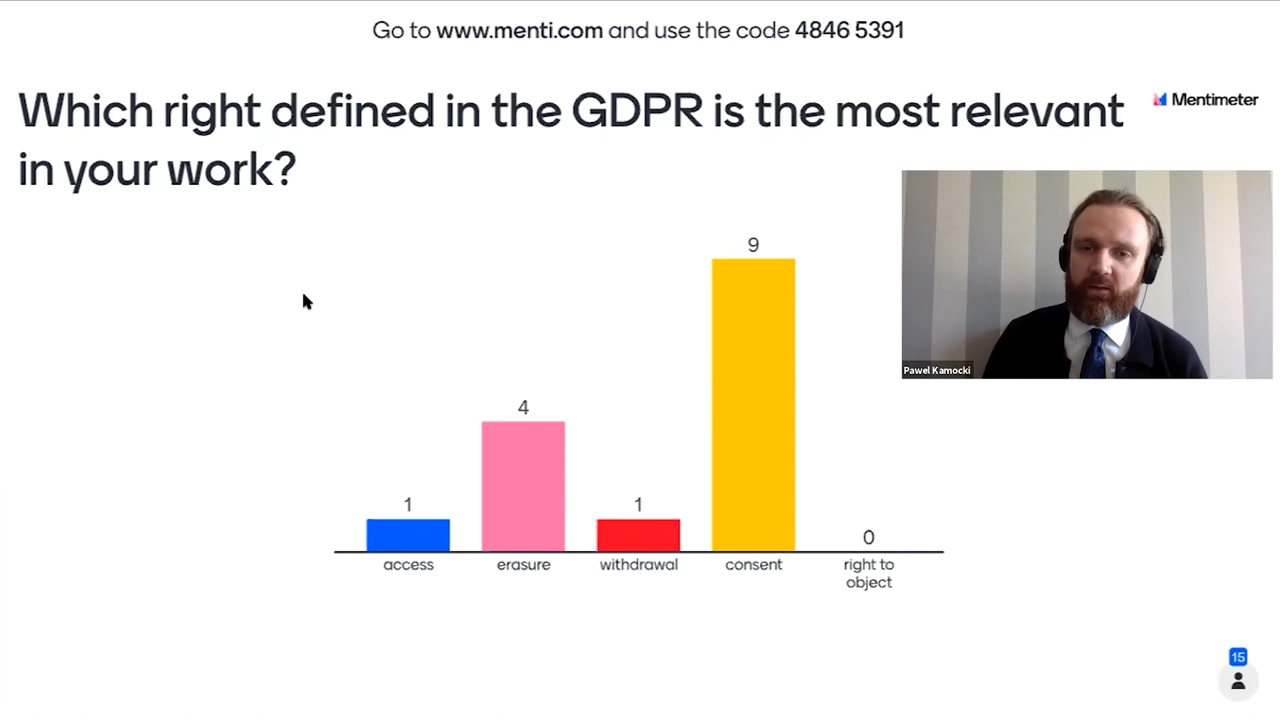 Go to www.menti.com and use the code 4846 5391
Which right defined in the GDPR is the most relevant
in your work?
Mentimeter
Pawel Kamocki
9
4
1
1
0
access
erasure
withdrawal
consent
right to
object
15